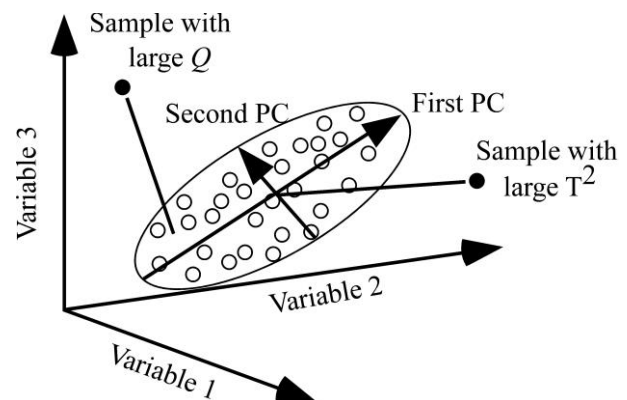 Sample with
large Q
Second PC
First PC
Sample with
large T²
Variable 3
Variable 2
Variable 1